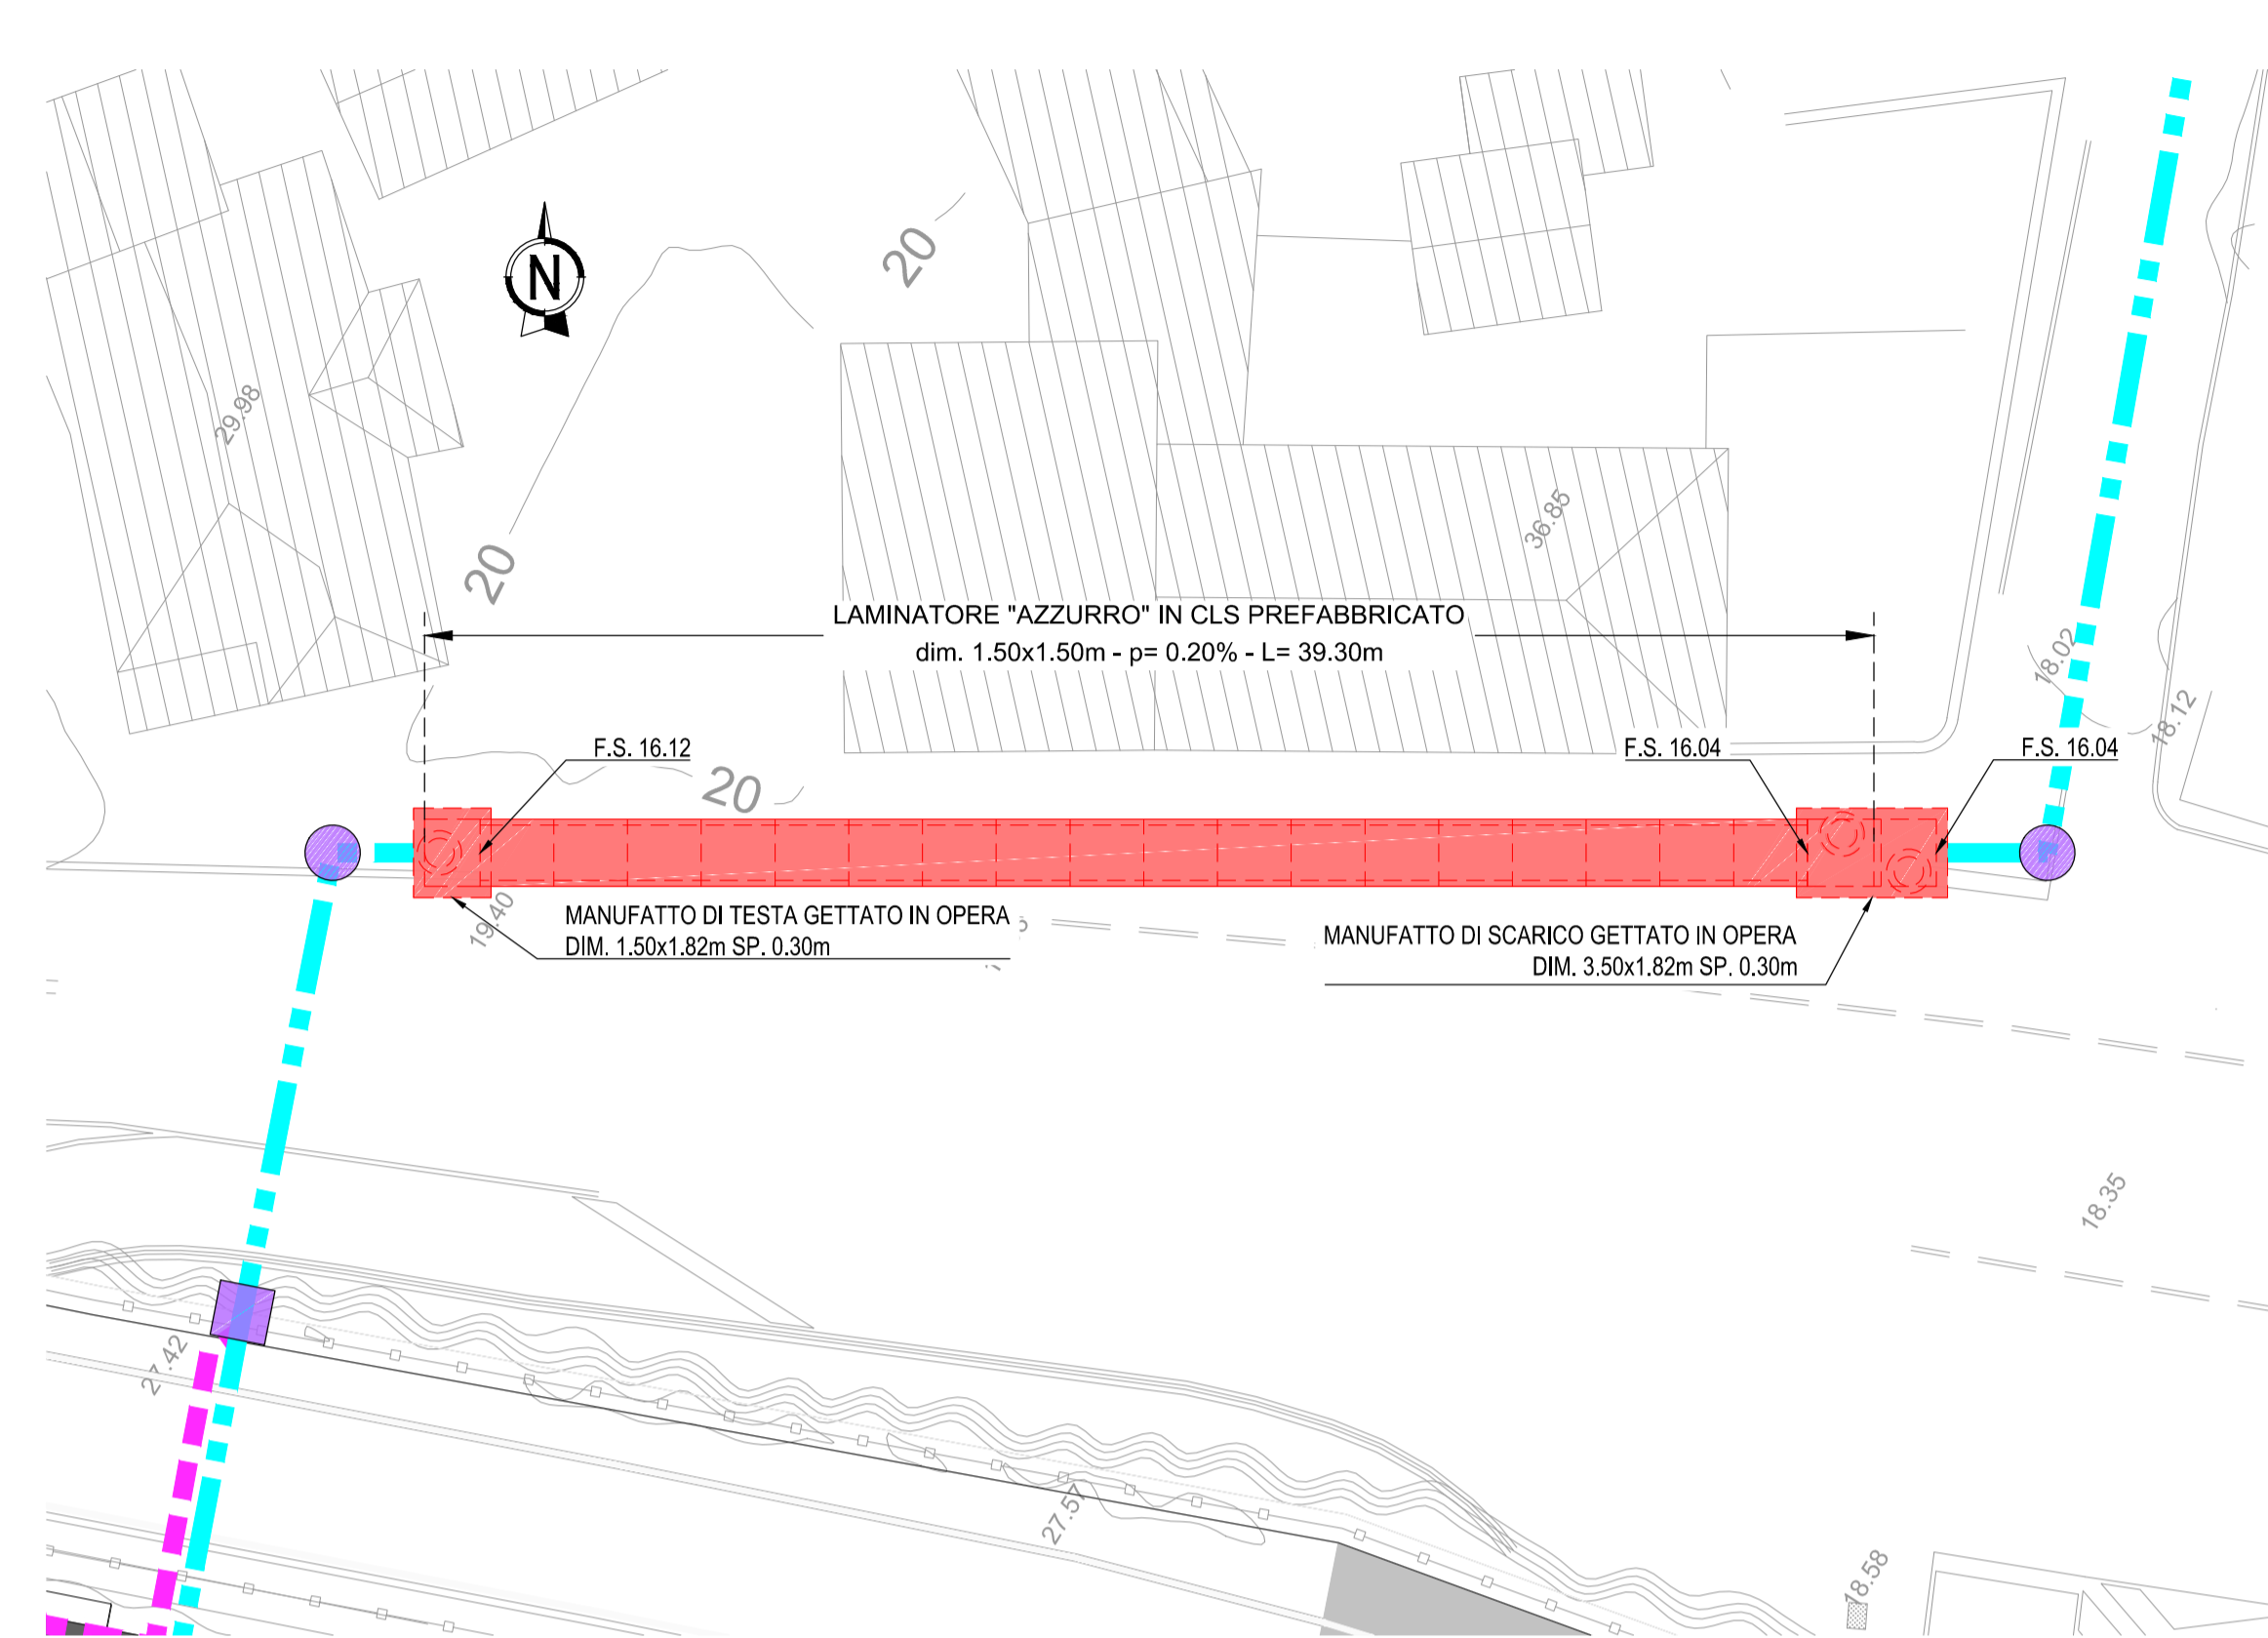 N
20
29.98
20
36.85
LAMINATORE "AZZURRO" IN CLS PREFABBRICATO
dim. 1.50x1.50m - p= 0.20% - L= 39.30m
18.02
18.12
F.S. 16.12
F.S. 16.04
F.S. 16.04
20
19.40
MANUFATTO DI TESTA GETTATO IN OPERA
DIM. 1.50x1.82m SP. 0.30m
MANUFATTO DI SCARICO GETTATO IN OPERA
DIM. 3.50x1.82m SP. 0.30m
18.35
27.42
27.57
18.58